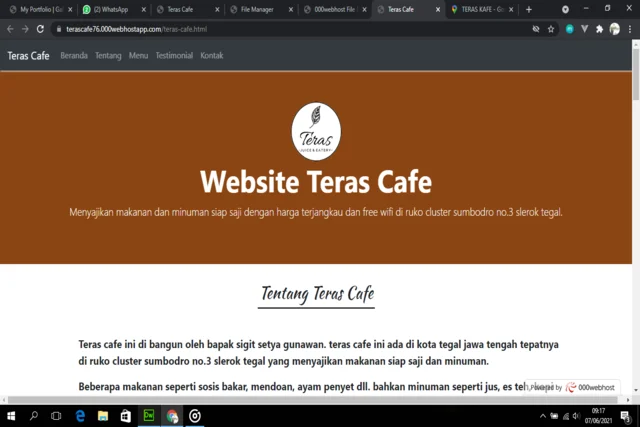 My Portfolio | Go
(2) WhatsApp
Teras Cafe
File Manager
000webhost File
Teras Cafe
TERAS KAFE - Go
terascafe76.000webhostapp.com/teras-cafe.html
Teras Cafe Beranda Tentang Menu Testimonial Kontak
Teras
JUICE & EATERY
Website Teras Cafe
Menyajikan makanan dan minuman siap saji dengan harga terjangkau dan free wifi di ruko cluster sumbodro no.3 slerok tegal.
Tentang Teras Cafe
Teras cafe ini di bangun oleh bapak sigit setya gunawan. teras cafe ini ada di kota tegal jawa tengah tepatnya
di ruko cluster sumbodro no.3 slerok tegal yang menyajikan makanan siap saji dan minuman.
Beberapa makanan seperti sosis bakar, mendoan, ayam penyet dll. bahkan minuman seperti jus, es teh,
Powered by 000webhost
Dw
09:17
07/06/2021